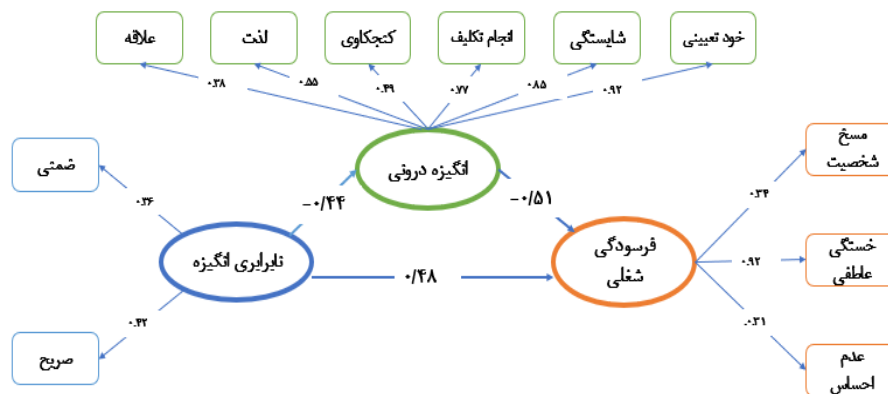 خود تعیینی
شایستگی
انجام تکلیف
کنجکاوی
لذت
علاقه
۰.۹۲
۰.۸۵
۰.۷۷
۰.۴۹
۰.۵۵
۰.۳۸
مسخ
شخصیت
ضمنی
انگیزه درونی
۰.۳۴
۰.۳۶
−۰/۵۱
−۰/۴۴
خستگی
عاطفی
۰.۹۲
فرسودگی
شغلی
۰/۴۸
نابرابری انگیزه
۰.۳۱
۰.۴۲
عدم
احساس
صریح